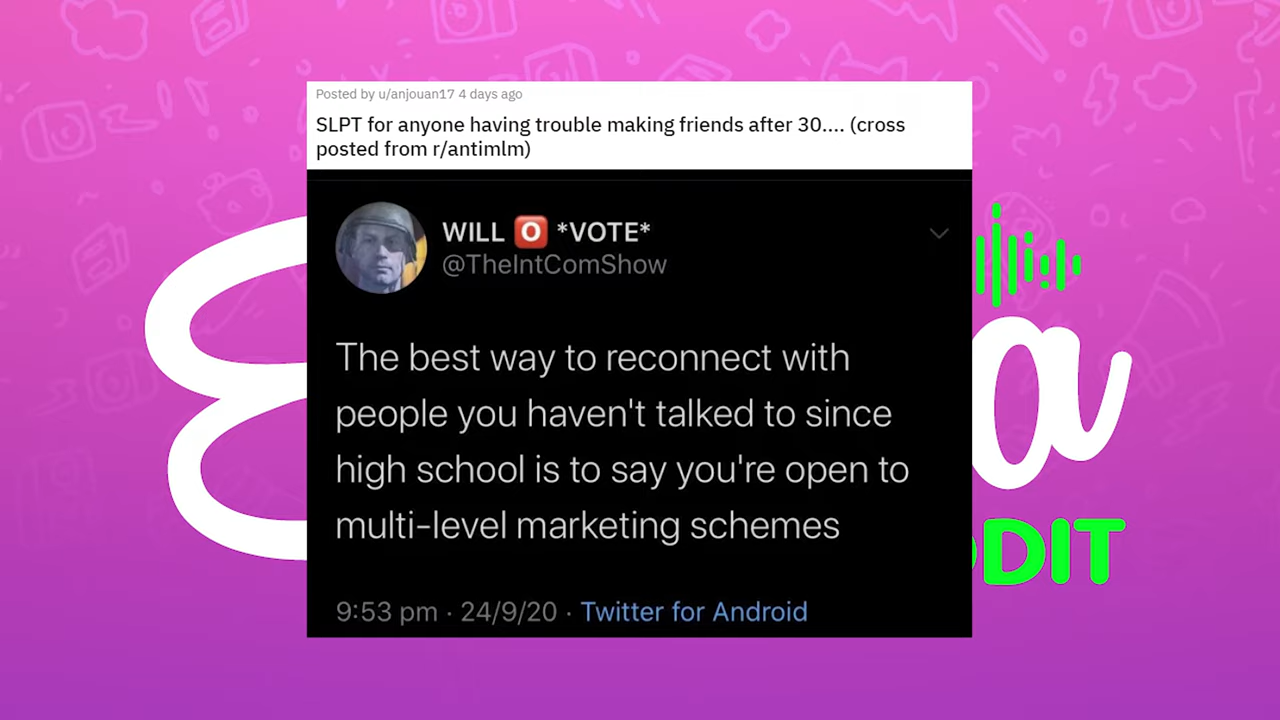 Posted by u/anjouan17 4 days ago
SLPT for anyone having trouble making friends after 30.... (cross
posted from r/antimlm)
WILL 🅾️ *VOTE*
@TheIntComShow
The best way to reconnect with
people you haven't talked to since
high school is to say you're open to
multi-level marketing schemes
9:53 pm · 24/9/20 · Twitter for Android